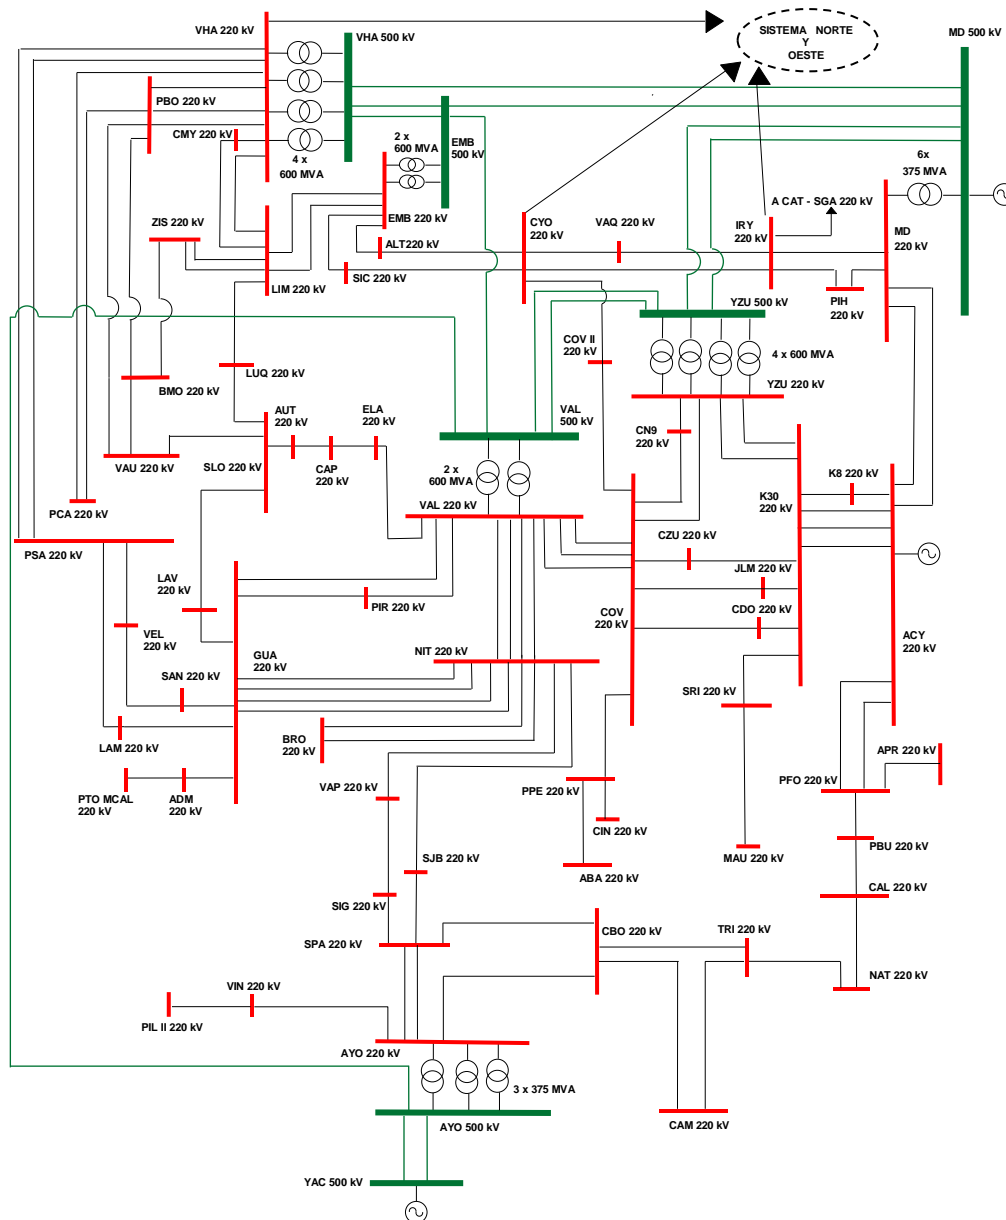 VHA 220 kV
VHA 500 kV
SISTEMA NORTE
Y
OESTE
MD 500 kV
PBO 220 kV
CMY 220 kV
4 x
600 MVA
2 x
600 MVA
EMB
500 kV
6x
375 MVA
A CAT - SGA 220 kV
ZIS 220 kV
EMB 220 kV
CYO
220 kV
VAQ 220 kV
IRY
220 kV
MD
220 kV
ALT220 kV
SIC 220 kV
LIM 220 kV
PIH
220 kV
YZU 500 kV
COV II
220 kV
4 x 600 MVA
YZU 220 kV
LUQ 220 kV
BMO 220 kV
AUT
220 kV
ELA
220 kV
VAL
500 kV
CN9
220 kV
VAU 220 kV
SLO 220 kV
CAP
220 kV
2 x
600 MVA
K8 220 kV
PCA 220 kV
VAL 220 kV
K30
220 kV
PSA 220 kV
CZU 220 kV
JLM 220 kV
LAV
220 kV
PIR 220 kV
CDO 220 kV
COV
220 kV
ACY
220 kV
VEL
220 kV
GUA
220 kV
NIT 220 kV
SAN 220 kV
SRI 220 kV
LAM 220 kV
BRO
220 kV
APR 220 kV
PTO MCAL
220 kV
ADM
220 kV
VAP 220 kV
PPE 220 kV
PFO 220 kV
CIN 220 kV
PBU 220 kV
SJB 220 kV
MAU 220 kV
ABA 220 kV
CAL 220 kV
SIG 220 kV
CBO 220 kV
TRI 220 kV
SPA 220 kV
NAT 220 kV
VIN 220 kV
PIL II 220 kV
AYO 220 kV
3 x 375 MVA
AYO 500 kV
CAM 220 kV
YAC 500 kV